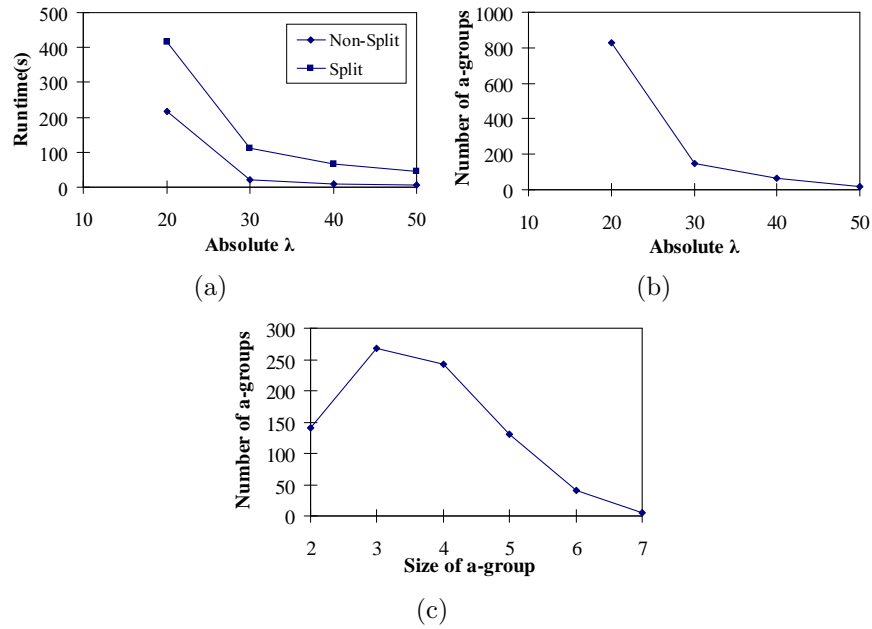 500
400
300
200
100
0
Runtime(s)
Non-Split
Split
10 20 30 40 50
Absolute λ
(a)
1000
800
600
400
200
0
Number of a-groups
10 20 30 40 50
Absolute λ
(b)
300
250
200
150
100
50
0
Number of a-groups
2 3 4 5 6 7
Size of a-group
(c)